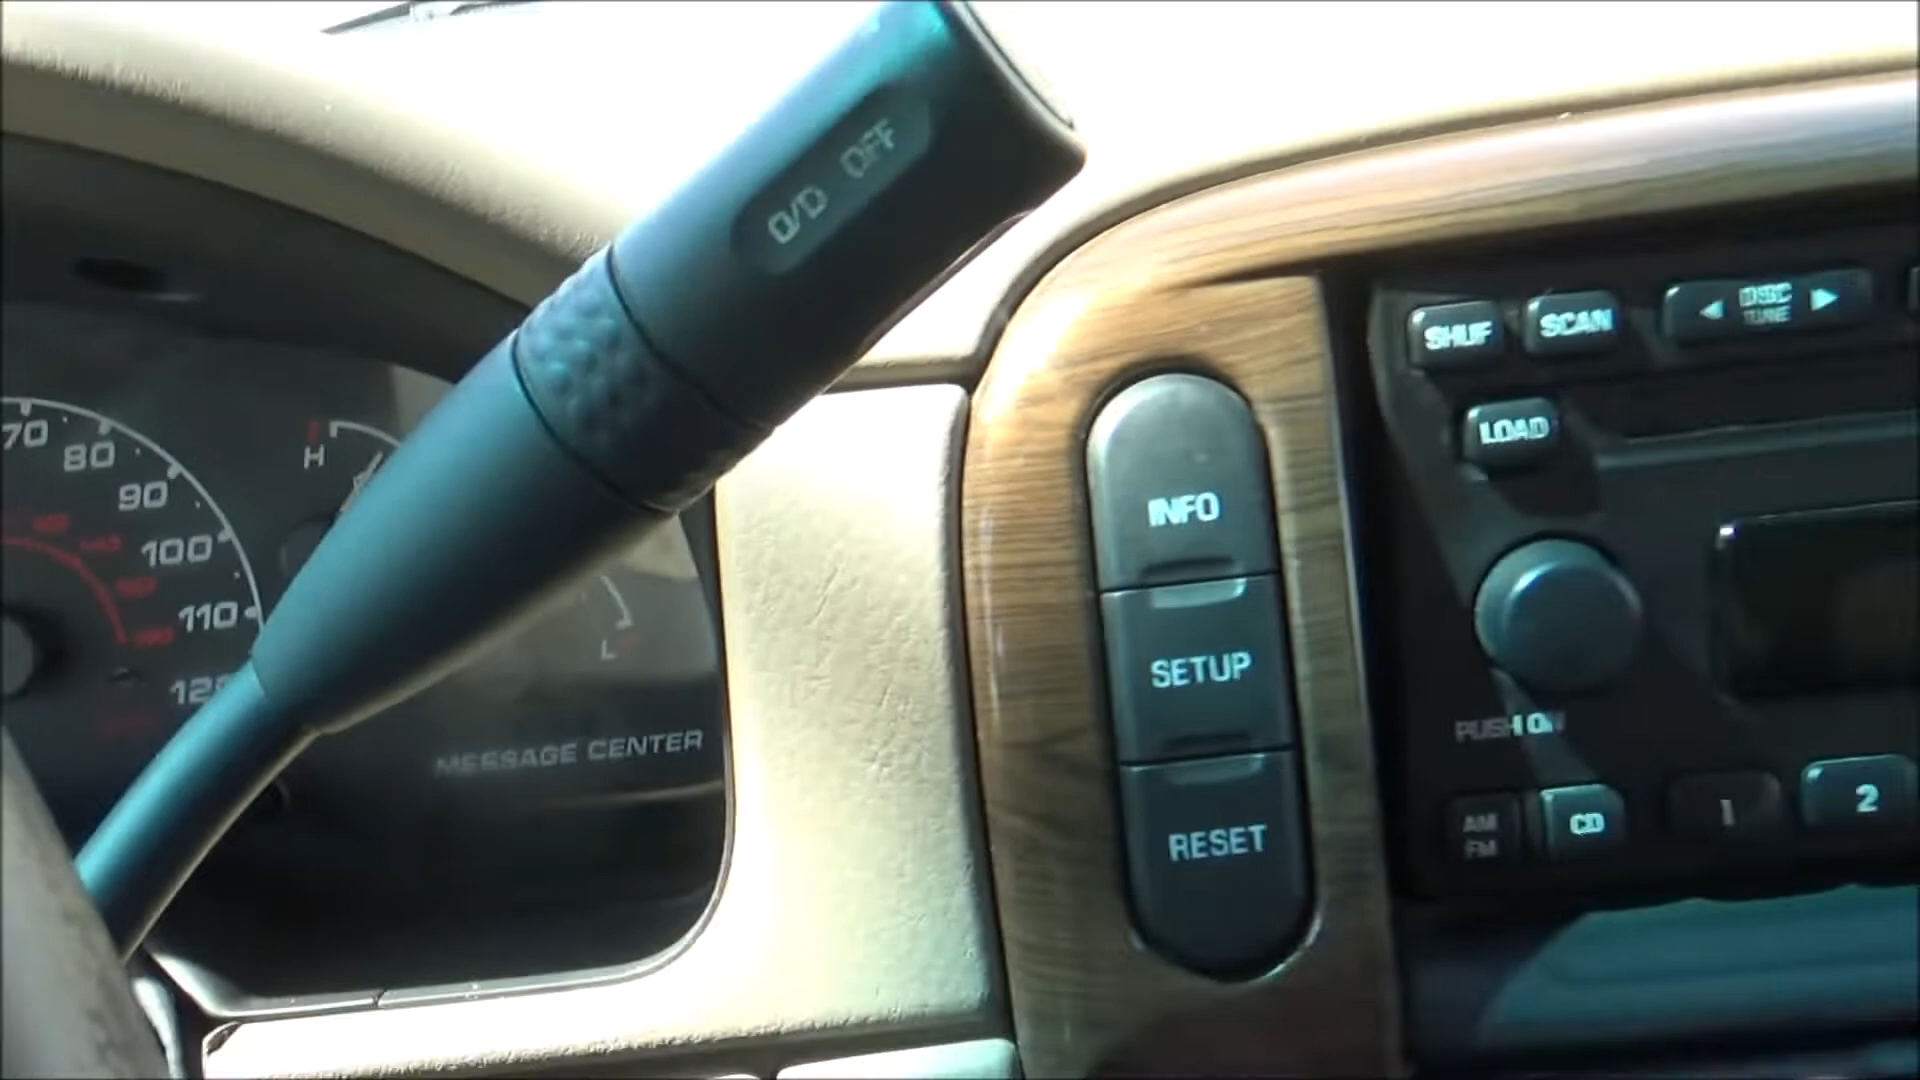 O/D OFF
70
80
90
100
110
H
L
MESSAGE CENTER
INFO
SETUP
RESET
SHUF
SCAN
DISC
TUNE
LOAD
PUSH ON
AM
FM
CD
1
2